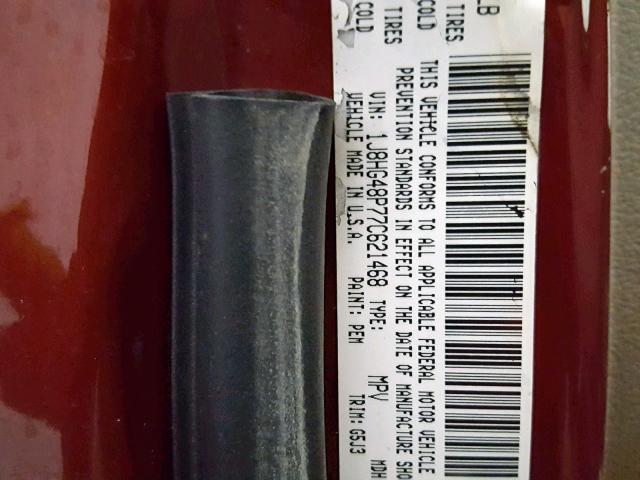 LB
TIRES
COLD
TIRES
COLD
THIS VEHICLE CONFORMS TO ALL APPLICABLE FEDERAL MOTOR VEHICLE
PREVENTION STANDARDS IN EFFECT ON THE DATE OF MANUFACTURE SHO
VIN: 1J8HG48P77C621468 TYPE: MPV MDH
VEHICLE MADE IN U.S.A. PAINT: PEM TRIM: G5J3